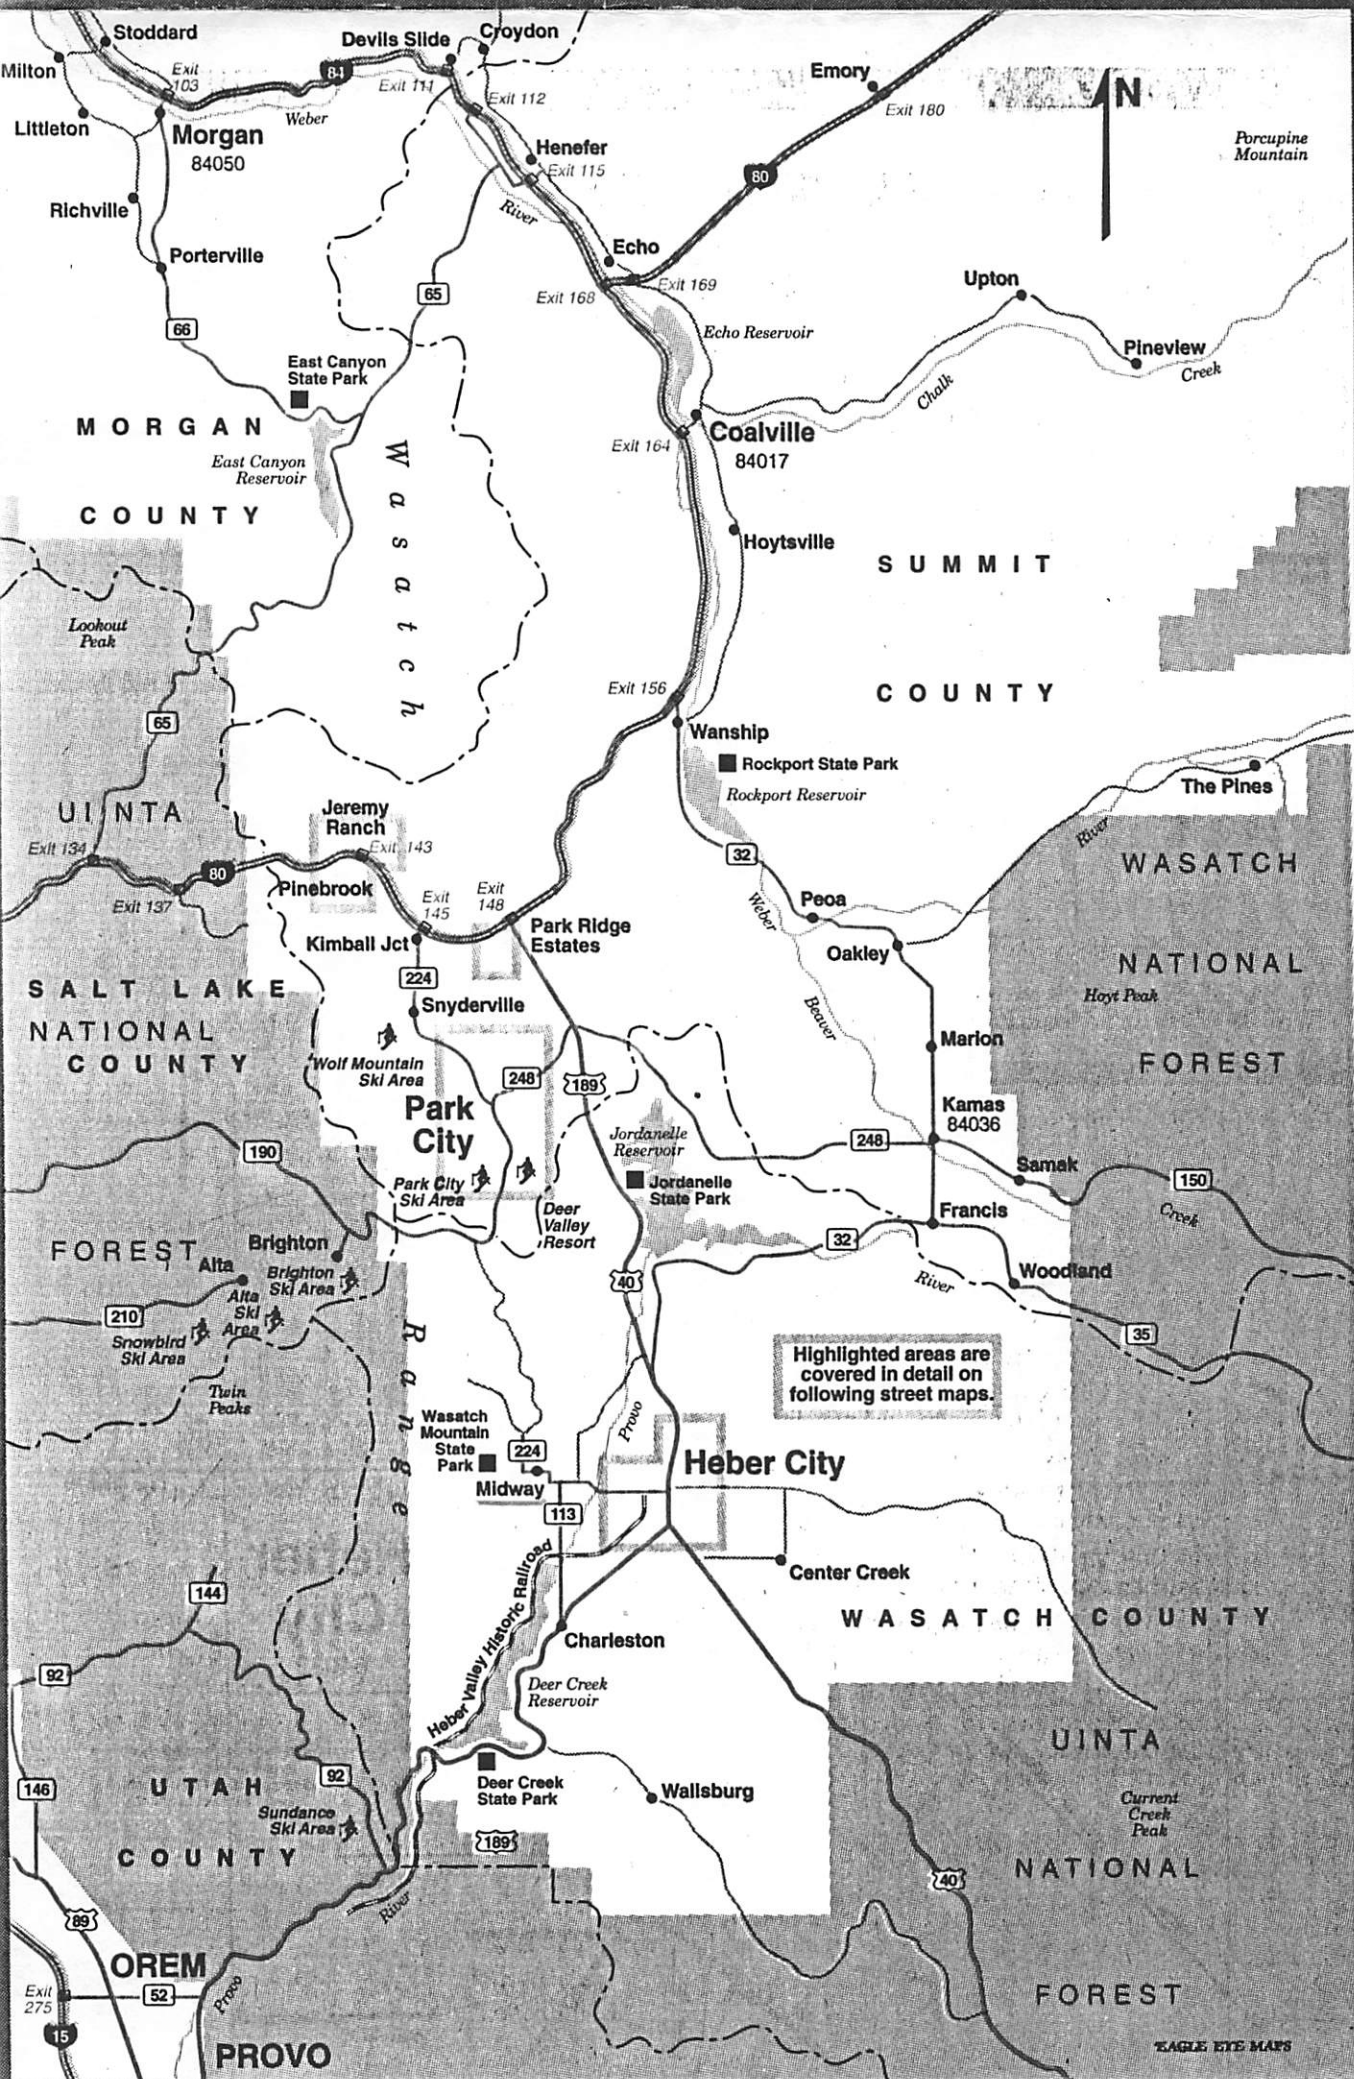 Stoddard
Milton
Exit
103
84
Devils Slide
Croydon
Exit 111
Exit 112
Emory
Exit 180
N
Littleton
Morgan
84050
Weber
Henefer
Exit 115
80
Porcupine
Mountain
Richville
River
Porterville
Echo
65
Exit 168
Exit 169
Upton
66
Echo Reservoir
Pineview
Creek
Chalk
East Canyon
State Park
MORGAN
COUNTY
East Canyon
Reservoir
Wasatch
Exit 164
Coalville
84017
Hoytsville
SUMMIT
COUNTY
Lookout
Peak
65
Exit 156
Wanship
Rockport State Park
Rockport Reservoir
The Pines
River
UINTA
Jeremy
Ranch
Exit 134
Exit 143
80
Pinebrook
Exit 137
Exit
145
Exit
148
32
WASATCH
Peoa
Weber
Kimball Jct
Park Ridge
Estates
Oakley
224
NATIONAL
SALT LAKE
NATIONAL
COUNTY
Snyderville
Beaver
Hoyt Peak
Marion
FOREST
Wolf Mountain
Ski Area
248
189
Park
City
Kamas
84036
Jordanelle
Reservoir
248
190
Samak
150
Creek
Park City
Ski Area
Jordanelle
State Park
Deer
Valley
Resort
Francis
32
FOREST
Brighton
Alta
Brighton
Ski Area
Alta
Ski
Area
40
River
Woodland
210
Snowbird
Ski Area
35
Range
Highlighted areas are
covered in detail on
following street maps.
Twin
Peaks
Wasatch
Mountain
State
Park
Provo
224
Heber City
Midway
113
Center Creek
144
Heber Valley Historic Railroad
WASATCH COUNTY
Charleston
92
Deer Creek
Reservoir
UINTA
92
146
UTAH
COUNTY
Deer Creek
State Park
Wallsburg
Sundance
Ski Area
189
Current
Creek
Peak
NATIONAL
40
River
89
OREM
Exit
275
52
Provo
FOREST
15
PROVO
EAGLE EYE MAPS